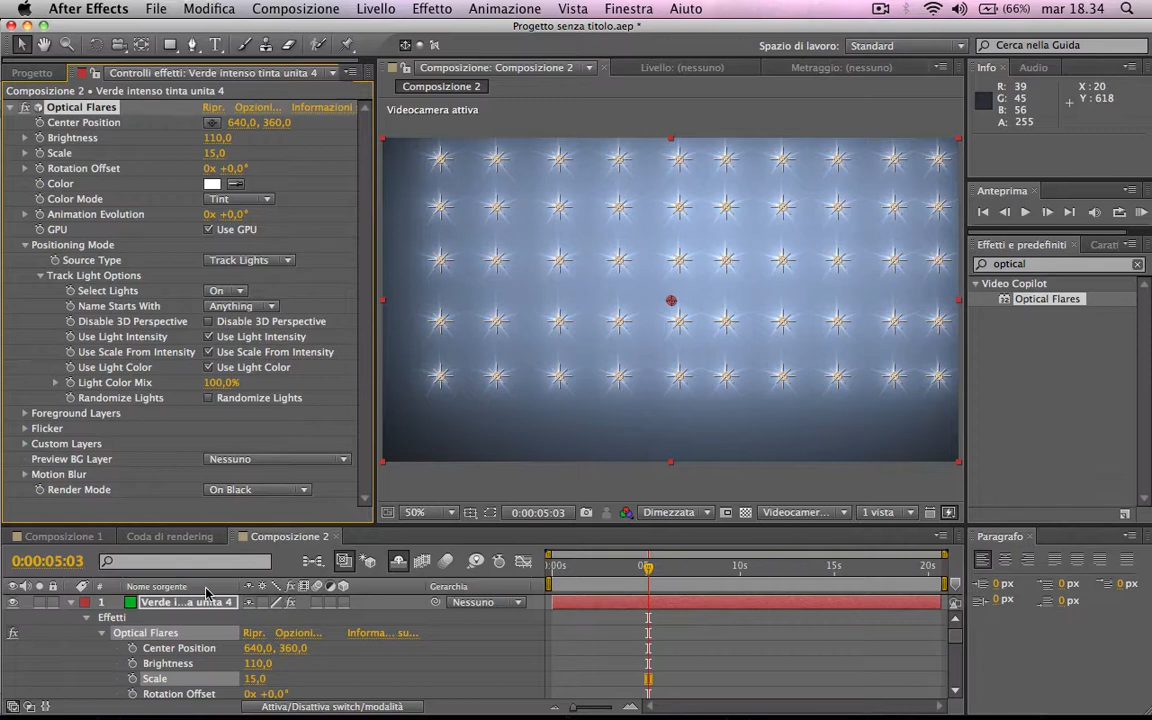 After Effects File Modifica Composizione Livello Effetto Animazione Vista Finestra Aiuto (66%) mar 18.34
Progetto senza titolo.aep *
Spazio di lavoro: Standard Cerca nella Guida
Progetto Controlli effetti: Verde intenso tinta unita 4 Composizione: Composizione 2 Livello: (nessuno) Metraggio: (nessuno) Info Audio
Composizione 2 • Verde intenso tinta unita 4 Composizione 2
R: 39 X: 20
G: 45 Y: 618
B: 56
A: 255
Videocamera attiva
Optical Flares Ripr. Opzioni... Informazioni
Center Position 640,0, 360,0
Brightness 110,0
Scale 15,0
Rotation Offset 0x +0,0°
Color
Color Mode Tint
Animation Evolution 0x +0,0°
GPU Use GPU
Positioning Mode
Source Type Track Lights
Track Light Options
Select Lights On
Name Starts With Anything
Disable 3D Perspective Disable 3D Perspective
Use Light Intensity Use Light Intensity
Use Scale From Intensity Use Scale From Intensity
Use Light Color Use Light Color
Light Color Mix 100,0%
Randomize Lights Randomize Lights
Foreground Layers
Flicker
Custom Layers
Preview BG Layer Nessuno
Motion Blur
Render Mode On Black
Anteprima
Effetti e predefiniti Carati
optical
Video Copilot
Optical Flares
50% 0:00:05:03 Dimezzata Videocamer... 1 vista
Composizione 1 Coda di rendering Composizione 2 Paragrafo
0:00:05:03
10s 20s
# Nome sorgente fx Gerarchia
1 Verde i...a unita 4 fx Nessuno
Effetti
fx Optical Flares Ripr. Opzioni... Informa... su...
Center Position 640,0, 360,0
Brightness 110,0
Scale 15,0
Rotation Offset 0x +0,0°
Attiva/Disattiva switch/modalità
0 px 0 px 0 px
0 px 0 px